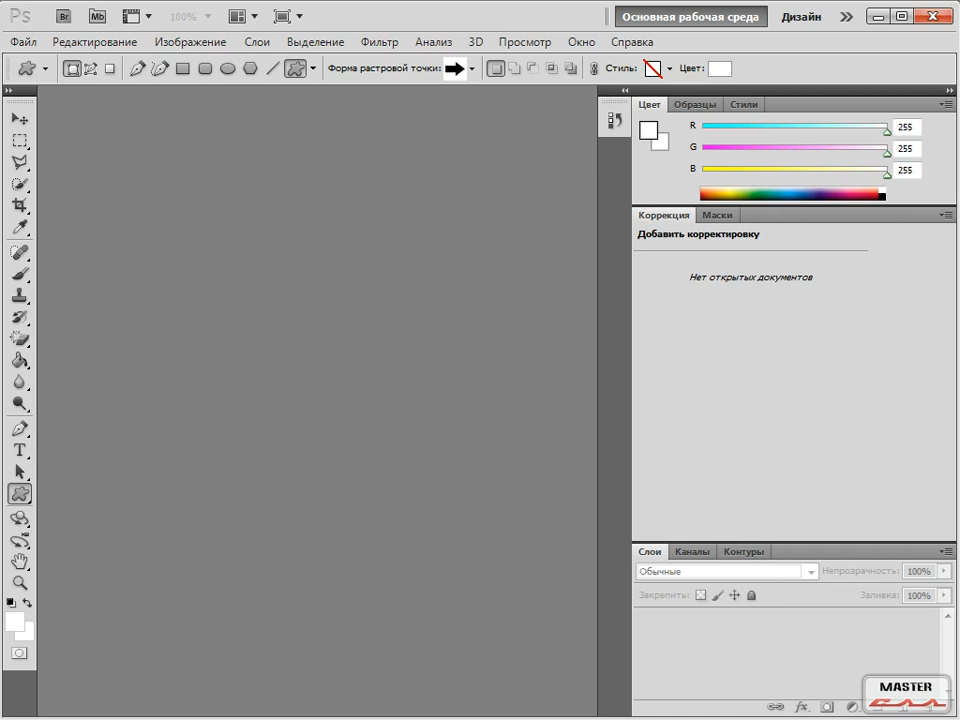 Ps Br Mb 100% Основная рабочая среда Дизайн
Файл Редактирование Изображение Слои Выделение Фильтр Анализ 3D Просмотр Окно Справка
Форма растровой точки: Стиль: Цвет:
Цвет Образцы Стили
R 255
G 255
B 255
Коррекция Маски
Добавить корректировку
Нет открытых документов
T
Слои Каналы Контуры
Обычные Непрозрачность: 100%
Закрепить: Заливка: 100%
MASTER
fx